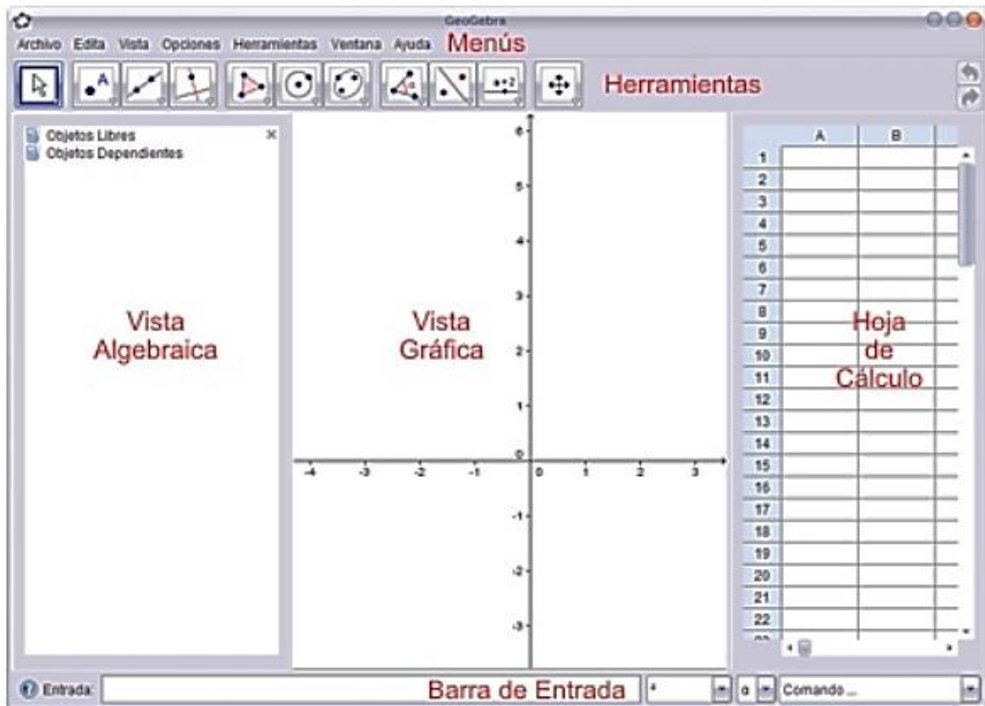 GeoGebra
Archivo Edita Vista Opciones Herramientas Ventana Ayuda Menús
A
a+2
Herramientas
Objetos Libres
Objetos Dependientes
Vista
Algebraica
Vista
Gráfica
6
5
4
3
2
1
0
-1
-2
-3
-4 -3 -2 -1 0 1 2 3
A B
1
2
3
4
5
6
7
8
9
10
11
12
13
14
15
16
17
18
19
20
21
22
Hoja
de
Cálculo
Entrada: Barra de Entrada α Comando ...